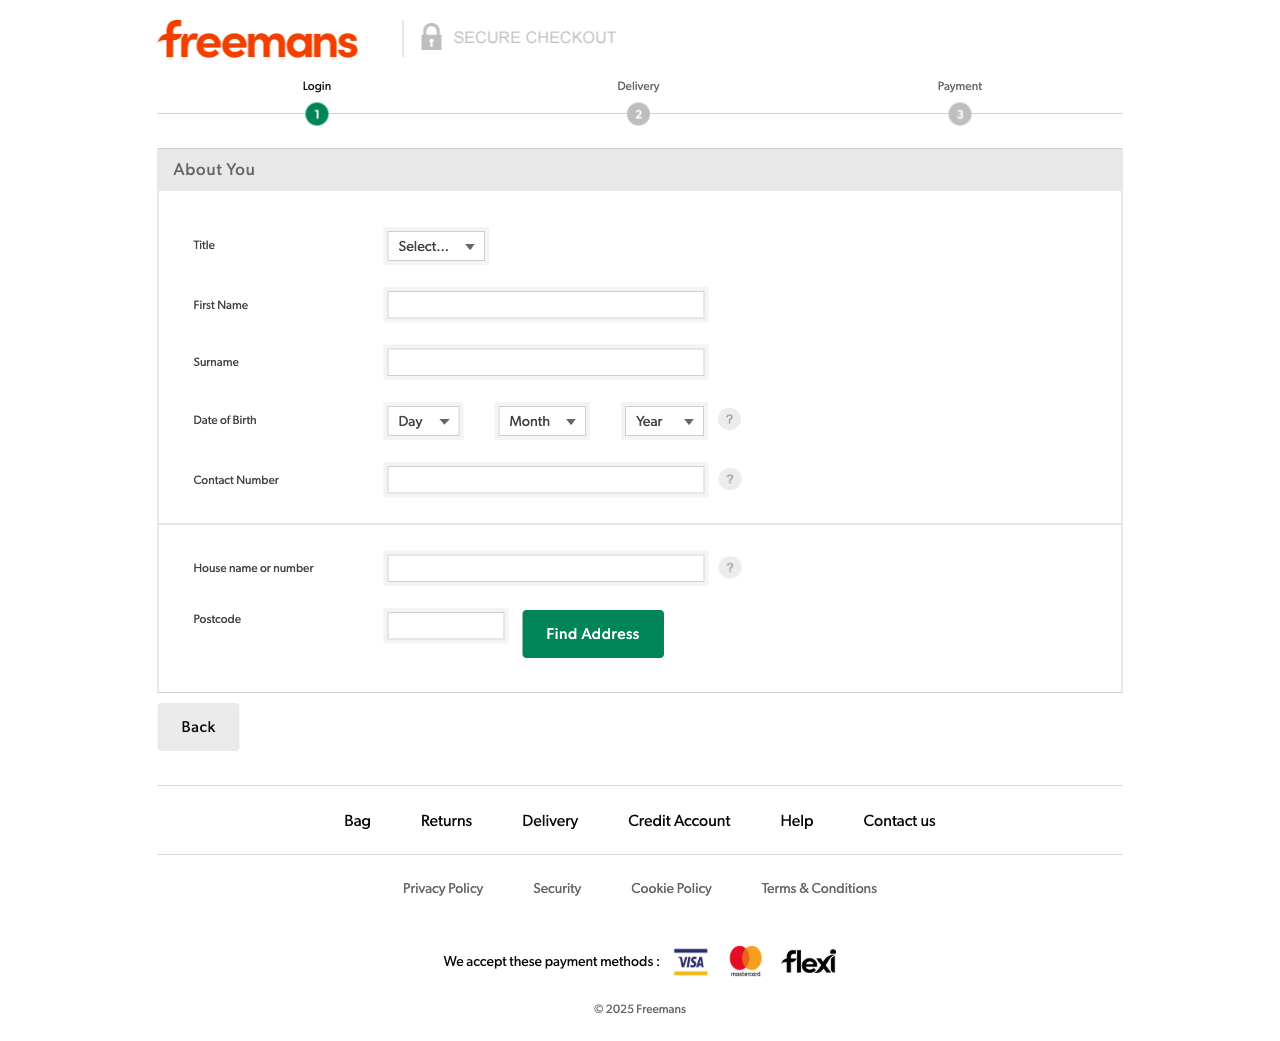 freemans SECURE CHECKOUT
Login Delivery Payment
1 2 3
About You
Title Select...
First Name
Surname
Date of Birth Day Month Year ?
Contact Number ?
House name or number ?
Postcode Find Address
Back
Bag Returns Delivery Credit Account Help Contact us
Privacy Policy Security Cookie Policy Terms & Conditions
We accept these payment methods : VISA mastercard flexi
© 2025 Freemans